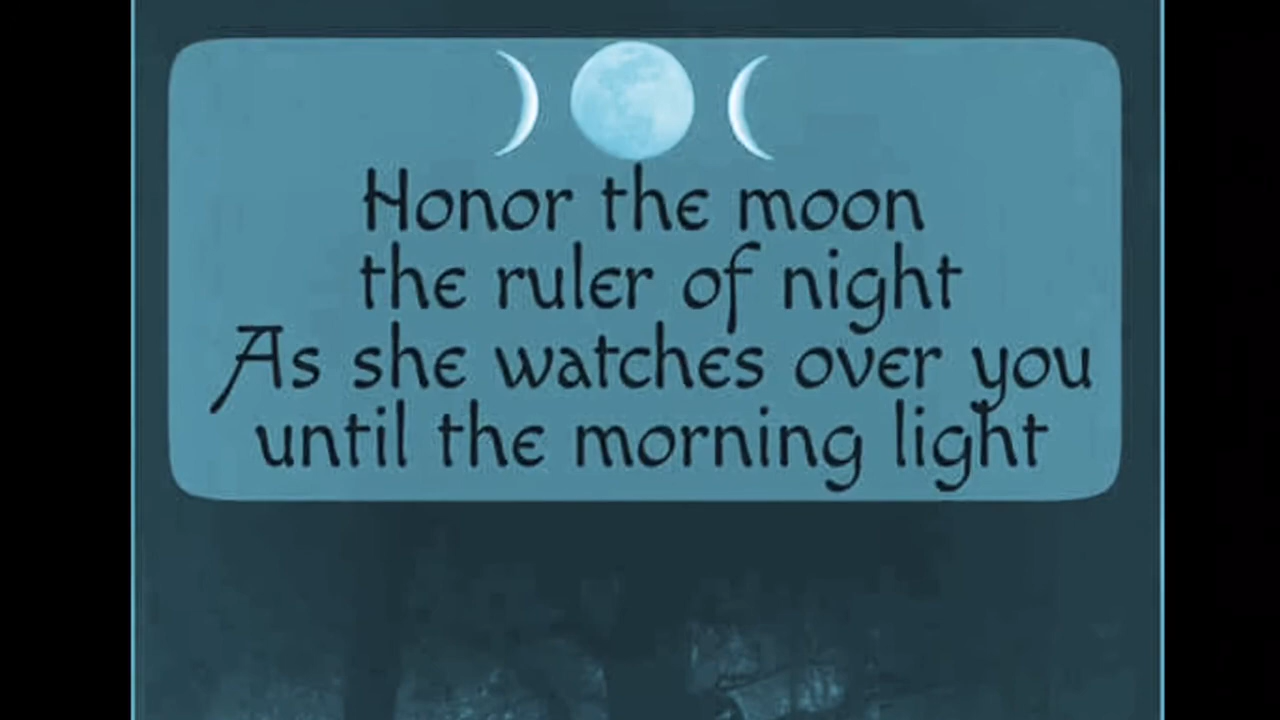 Honor the moon
the ruler of night
As she watches over you
until the morning light